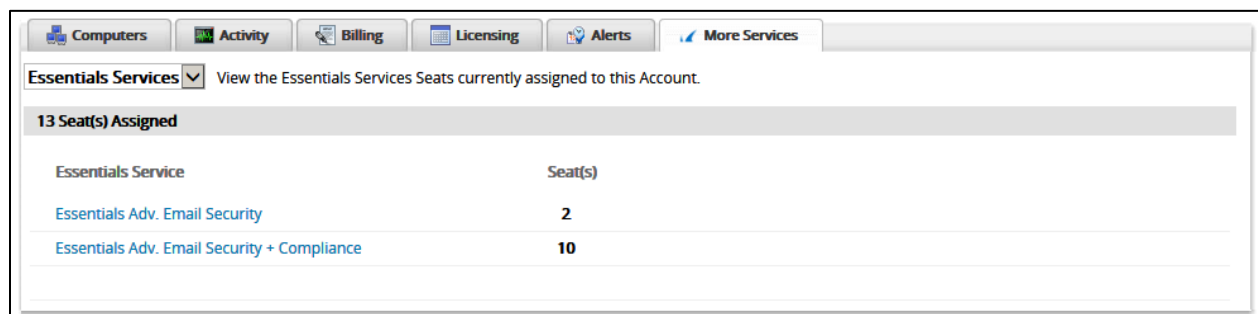 Computers Activity Billing Licensing Alerts More Services
Essentials Services View the Essentials Services Seats currently assigned to this Account.
13 Seat(s) Assigned
Essentials Service Seat(s)
Essentials Adv. Email Security 2
Essentials Adv. Email Security + Compliance 10